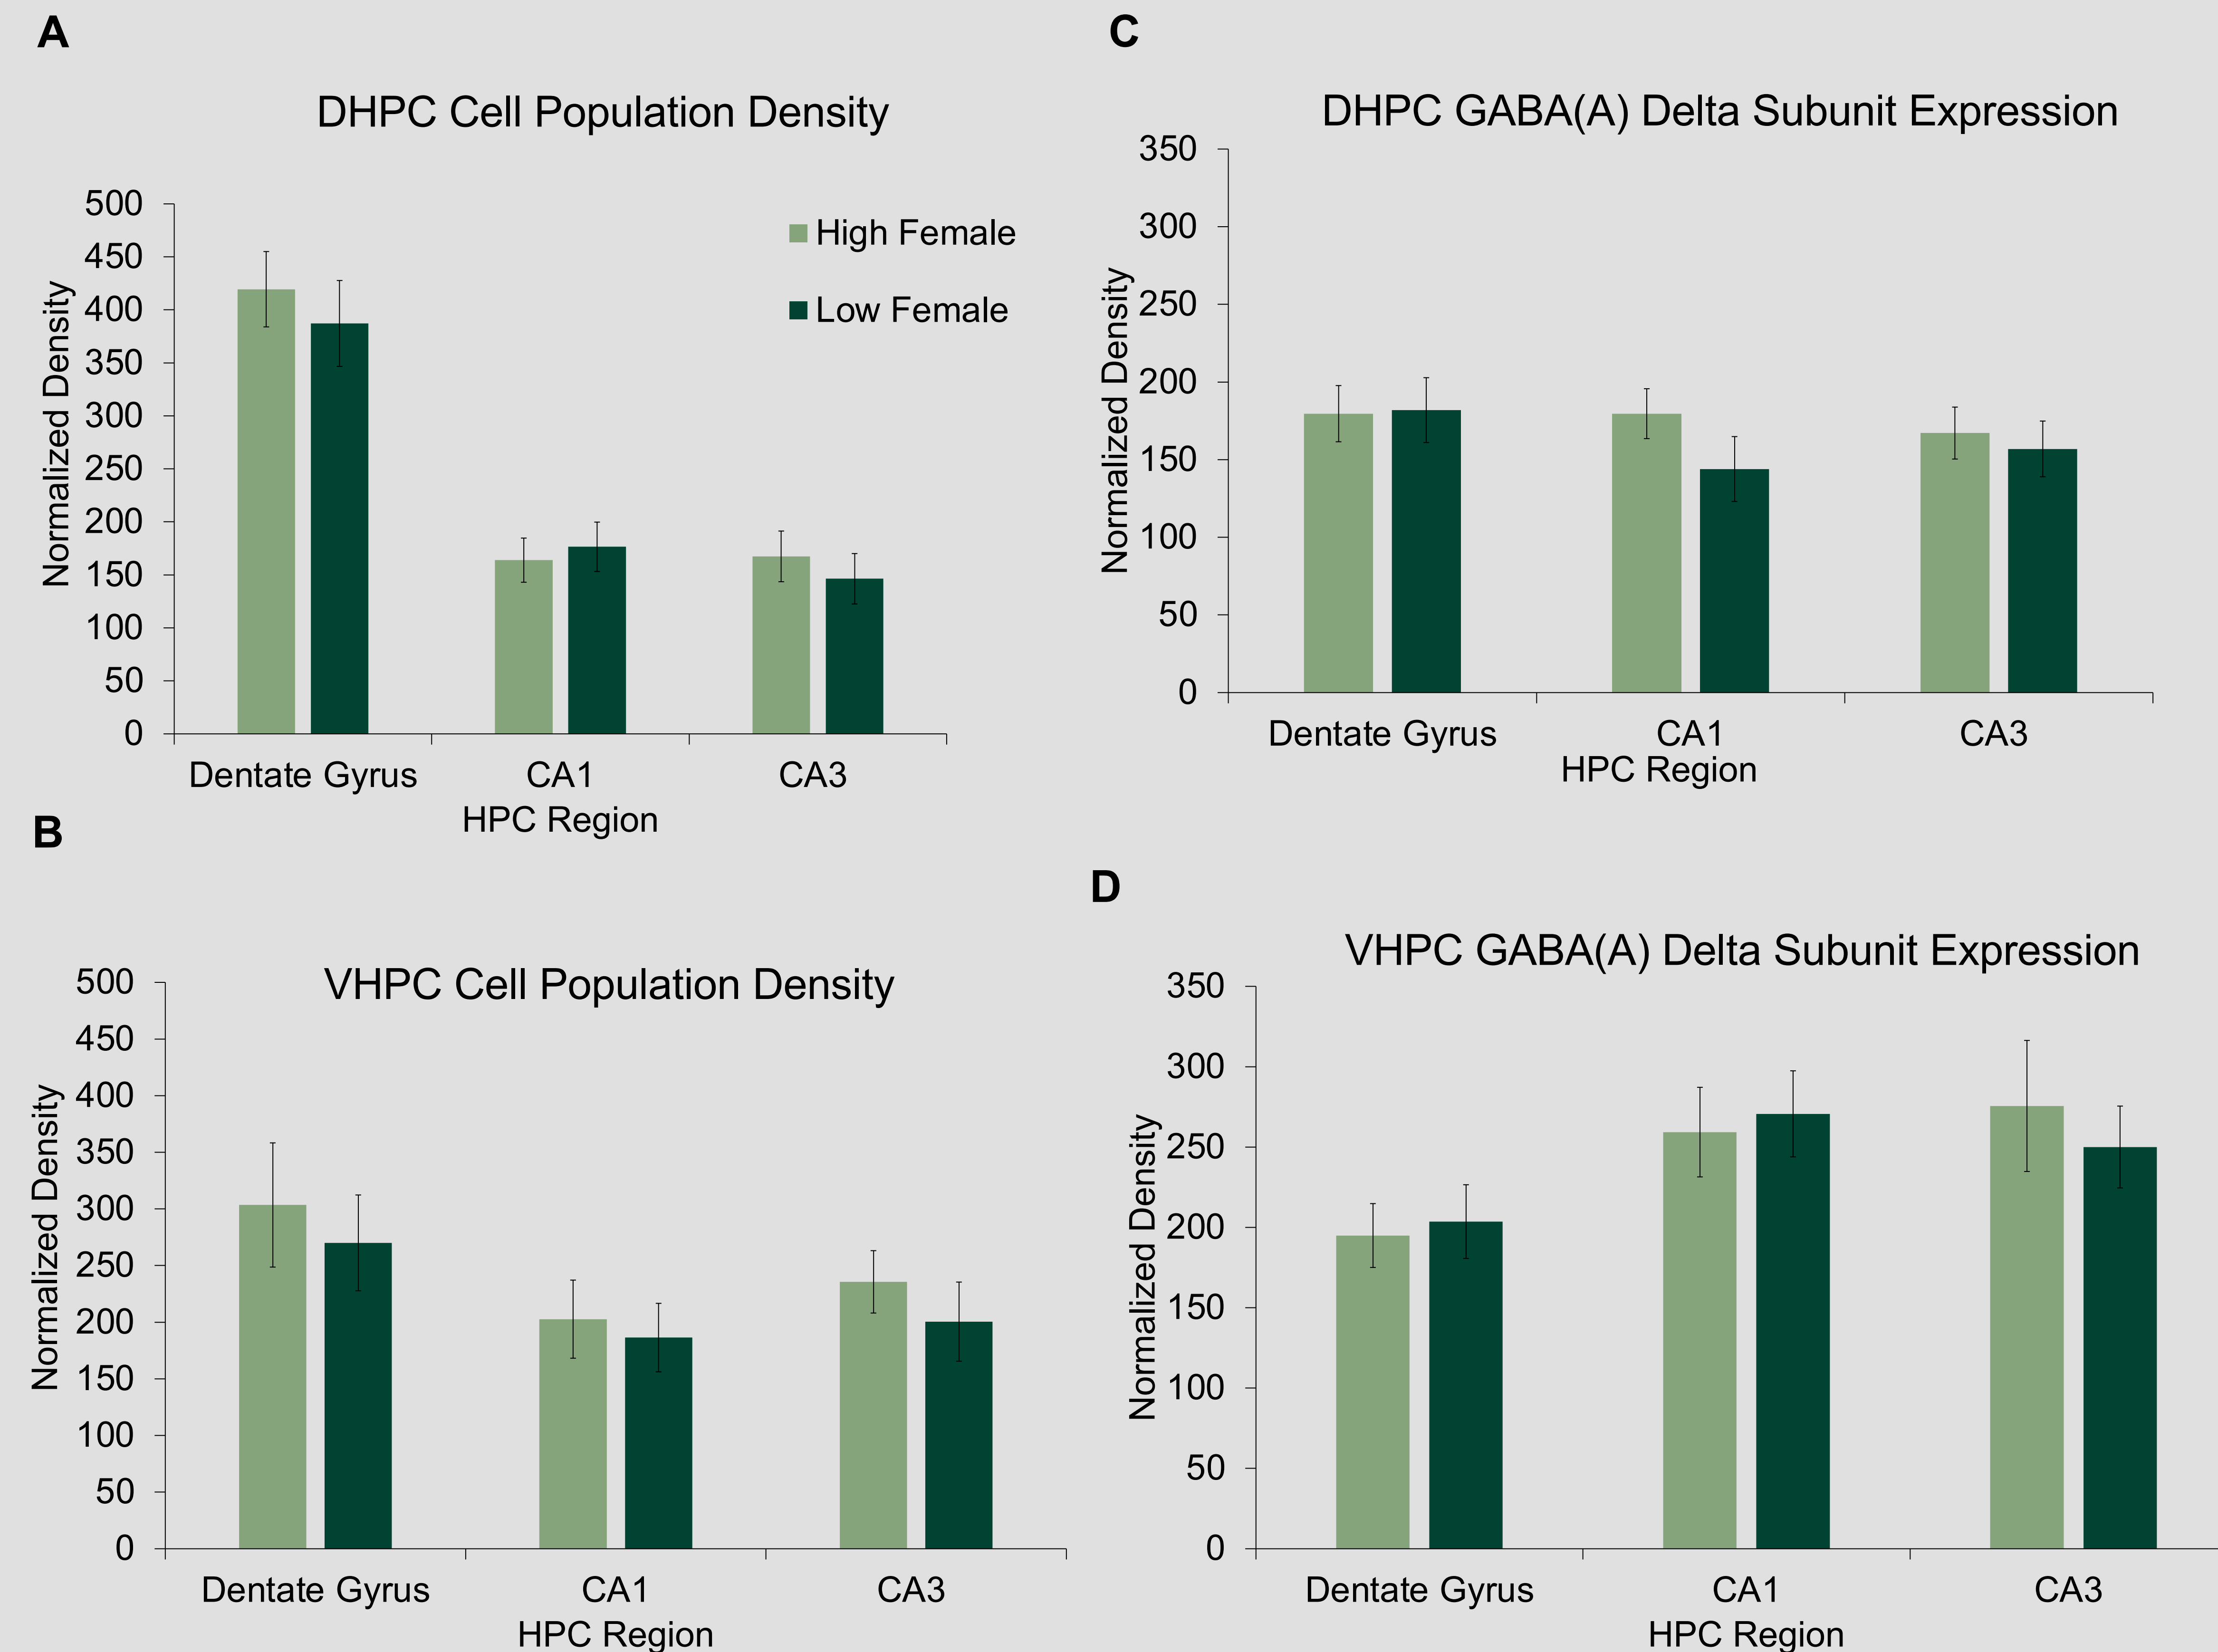 A
DHPC Cell Population Density
500
450
400
350
300
250
200
150
100
50
0
Normalized Density
High Female
Low Female
Dentate Gyrus CA1 CA3
HPC Region
B
VHPC Cell Population Density
500
450
400
350
300
250
200
150
100
50
0
Normalized Density
Dentate Gyrus CA1 CA3
HPC Region
C
DHPC GABA(A) Delta Subunit Expression
350
300
250
200
150
100
50
0
Normalized Density
Dentate Gyrus CA1 CA3
HPC Region
D
VHPC GABA(A) Delta Subunit Expression
350
300
250
200
150
100
50
0
Normalized Density
Dentate Gyrus CA1 CA3
HPC Region